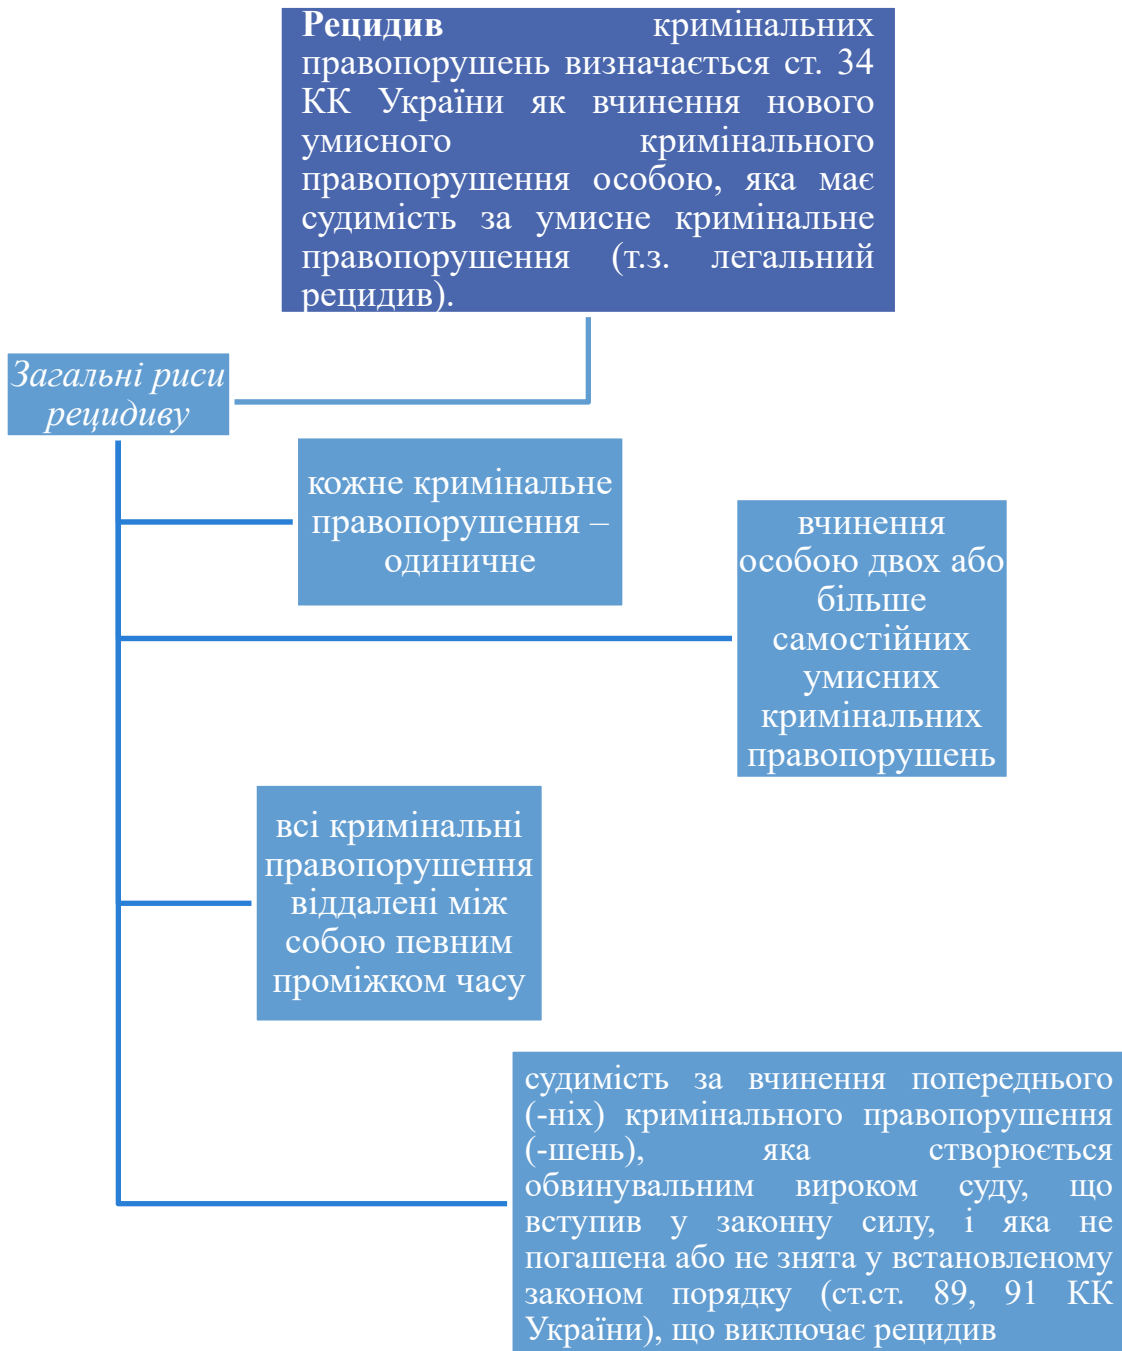 Рецидив кримінальних
правопорушень визначається ст. 34
КК України як вчинення нового
умисного кримінального
правопорушення особою, яка має
судимість за умисне кримінальне
правопорушення (т.з. легальний
рецидив).
Загальні риси
рецидиву
кожне кримінальне
правопорушення –
одиничне
вчинення
особою двох або
більше
самостійних
умисних
кримінальних
правопорушень
всі кримінальні
правопорушення
віддалені між
собою певним
проміжком часу
судимість за вчинення попереднього
(-ніх) кримінального правопорушення
(-шень), яка створюється
обвинувальним вироком суду, що
вступив у законну силу, і яка не
погашена або не знята у встановленому
законом порядку (ст.ст. 89, 91 КК
України), що виключає рецидив